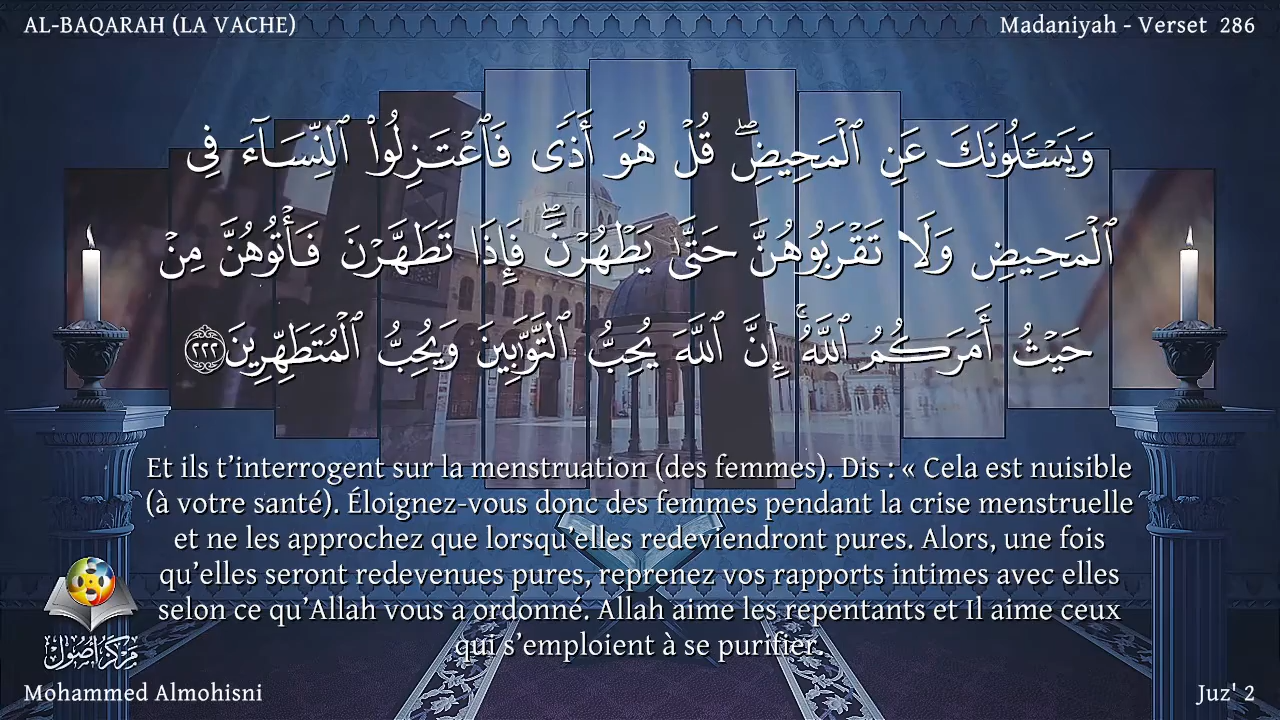 AL-BAQARAH (LA VACHE)
Madaniyah - Verset 286
وَيَسْـَٔلُونَكَ عَنِ ٱلْمَحِيضِ ۖ قُلْ هُوَ أَذًى فَٱعْتَزِلُوا۟ ٱلنِّسَآءَ فِى
ٱلْمَحِيضِ وَلَا تَقْرَبُوهُنَّ حَتَّىٰ يَطْهُرْنَ ۖ فَإِذَا تَطَهَّرْنَ فَأْتُوهُنَّ مِنْ
حَيْثُ أَمَرَكُمُ ٱللَّهُ ۚ إِنَّ ٱللَّهَ يُحِبُّ ٱلتَّوَّٰبِينَ وَيُحِبُّ ٱلْمُتَطَهِّرِينَ ٢٢٢
Et ils t’interrogent sur la menstruation (des femmes). Dis : « Cela est nuisible
(à votre santé). Éloignez-vous donc des femmes pendant la crise menstruelle
et ne les approchez que lorsqu’elles redeviendront pures. Alors, une fois
qu’elles seront redevenues pures, reprenez vos rapports intimes avec elles
selon ce qu’Allah vous a ordonné. Allah aime les repentants et Il aime ceux
qui s’emploient à se purifier.
مركز أصول
Mohammed Almohisni
Juz' 2